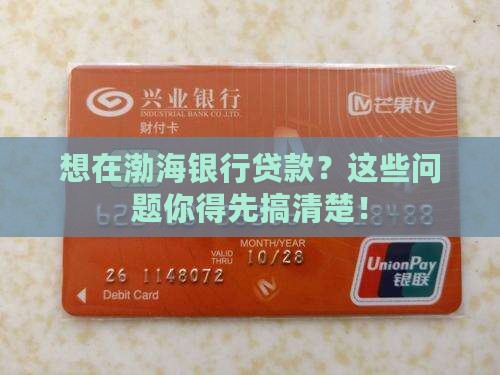 兴业银行
INDUSTRIAL BANK CO.,LTD.
财付卡
芒果tv
想在渤海银行贷款？这些问
题你得先搞清楚！
MONTH/YEAR
VALID
THRU
10/28
26 1148072
Debit Card
UnionPay
银联